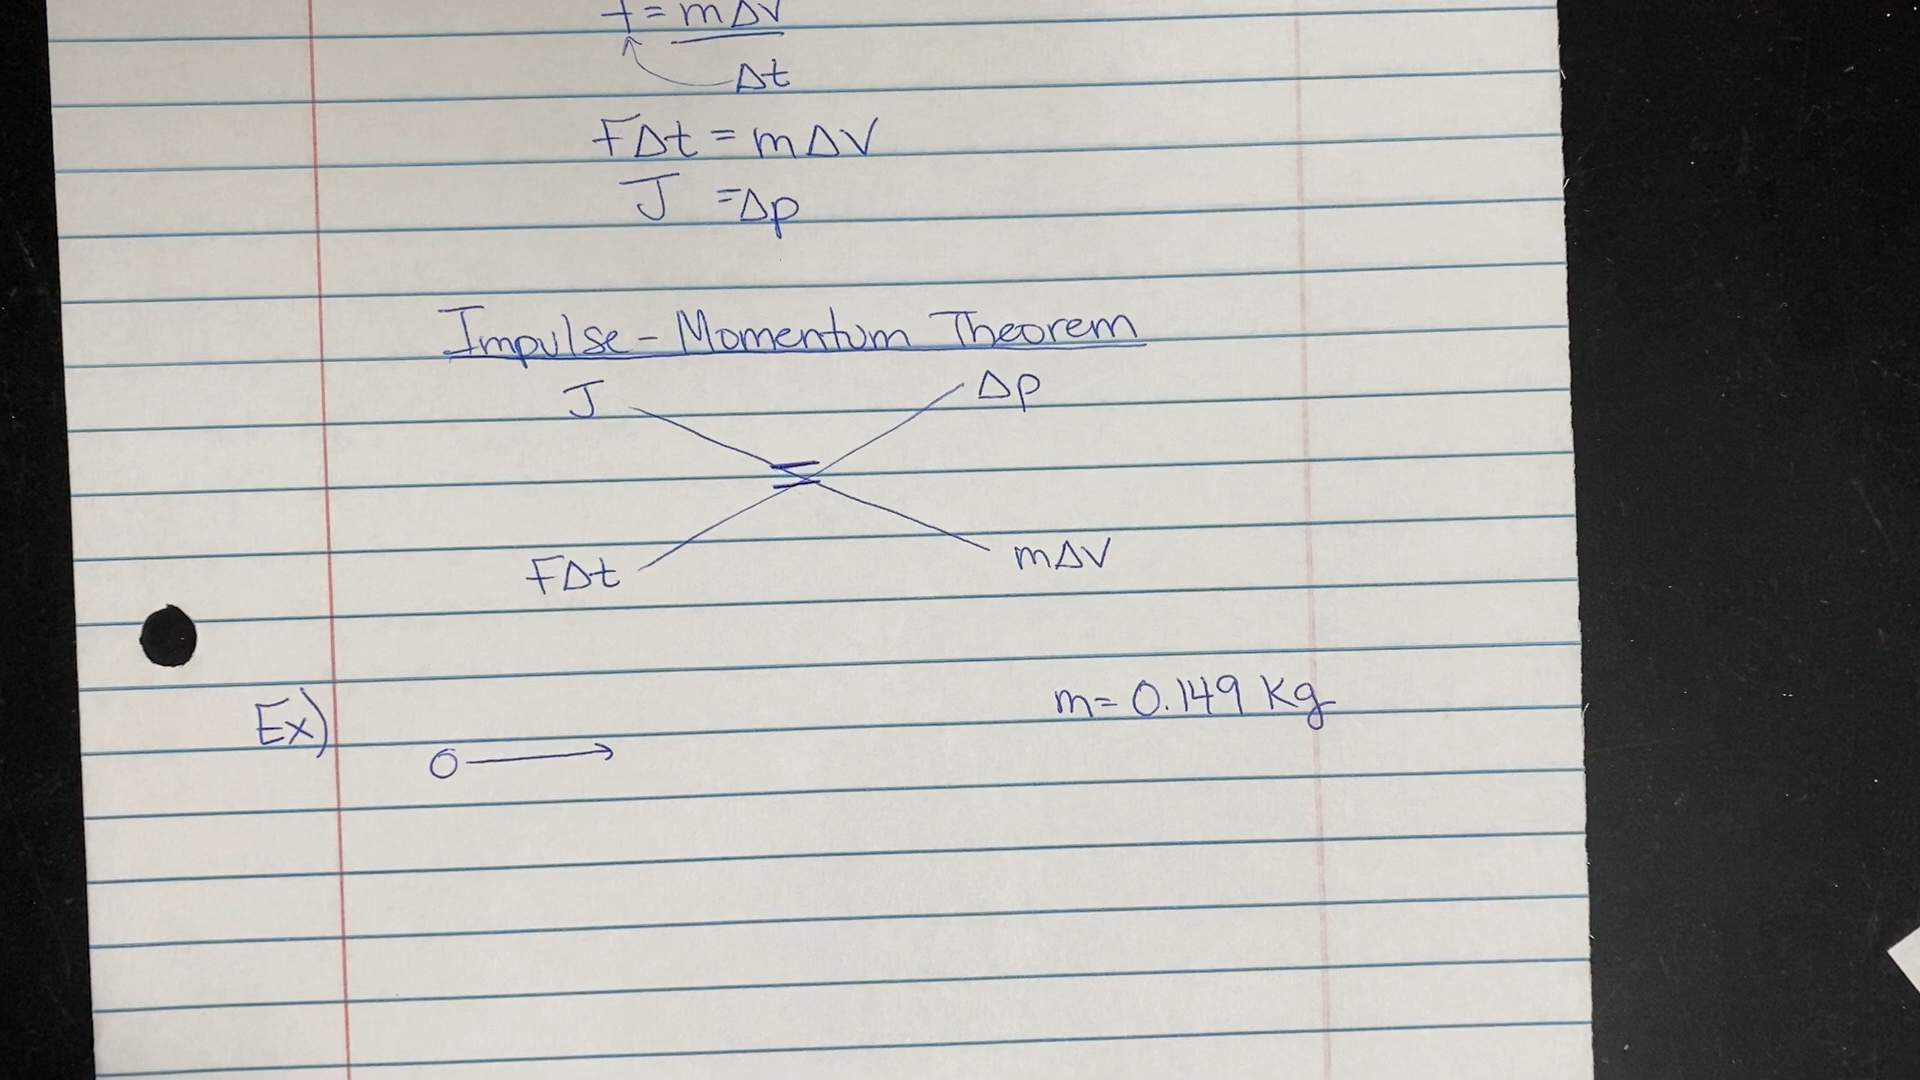 F = mΔV
Δt
FΔt = mΔV
J = Δp
Impulse - Momentum Theorem
J Δp
=
FΔt mΔV
Ex) m = 0.149 Kg